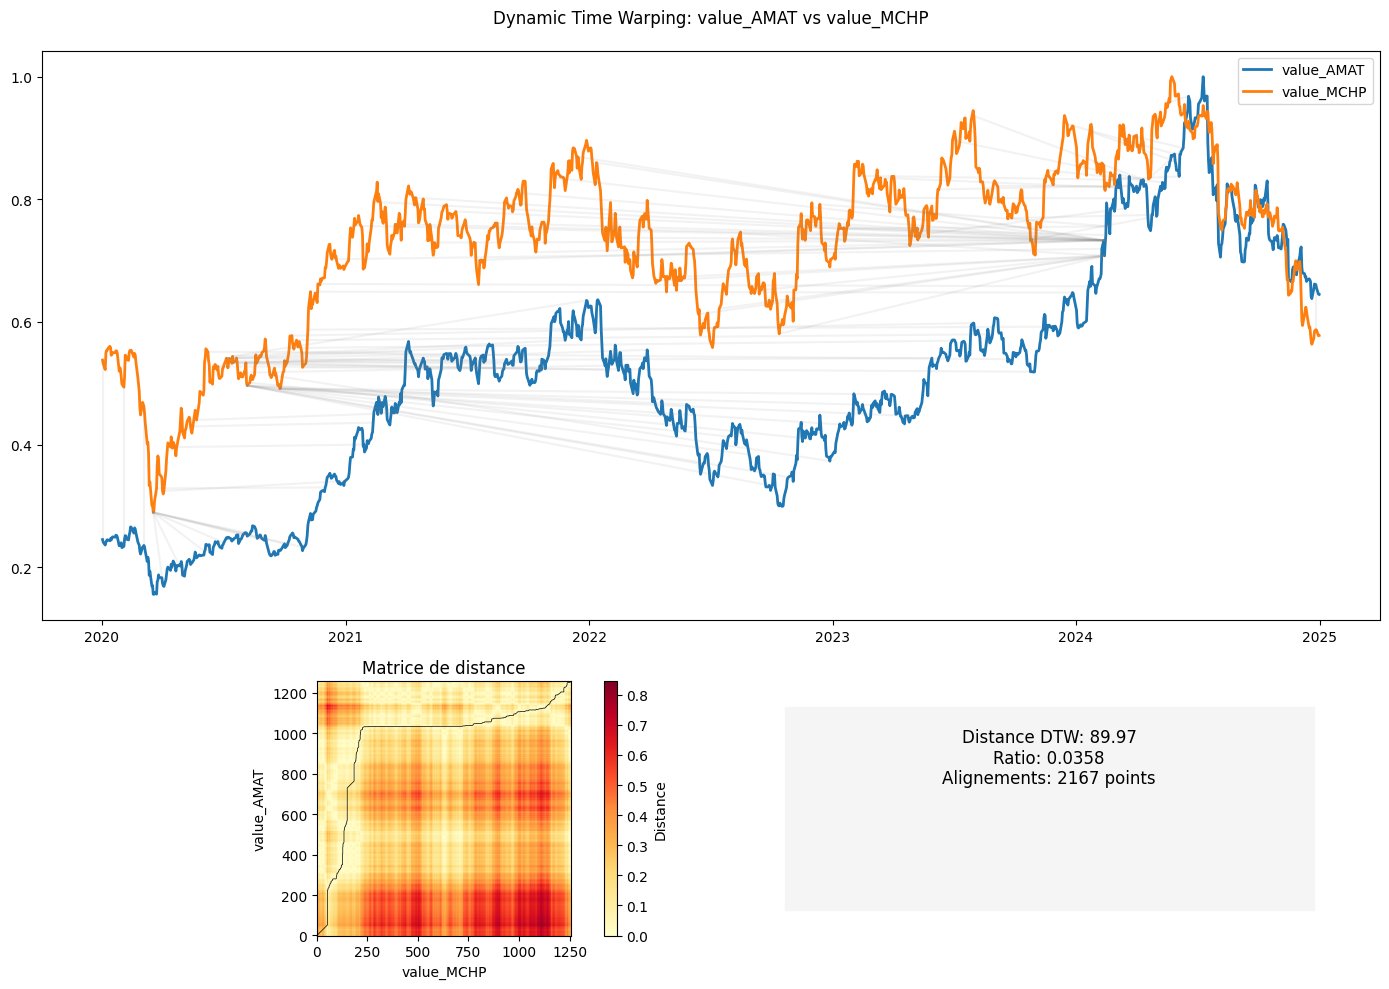 Dynamic Time Warping: value_AMAT vs value_MCHP
1.0
0.8
0.6
0.4
0.2
value_AMAT
value_MCHP
2020 2021 2022 2023 2024 2025
Matrice de distance
value_AMAT
1200
1000
800
600
400
200
0
0 250 500 750 1000 1250
value_MCHP
0.8
0.7
0.6
0.5
0.4
0.3
0.2
0.1
0.0
Distance
Distance DTW: 89.97
Ratio: 0.0358
Alignements: 2167 points